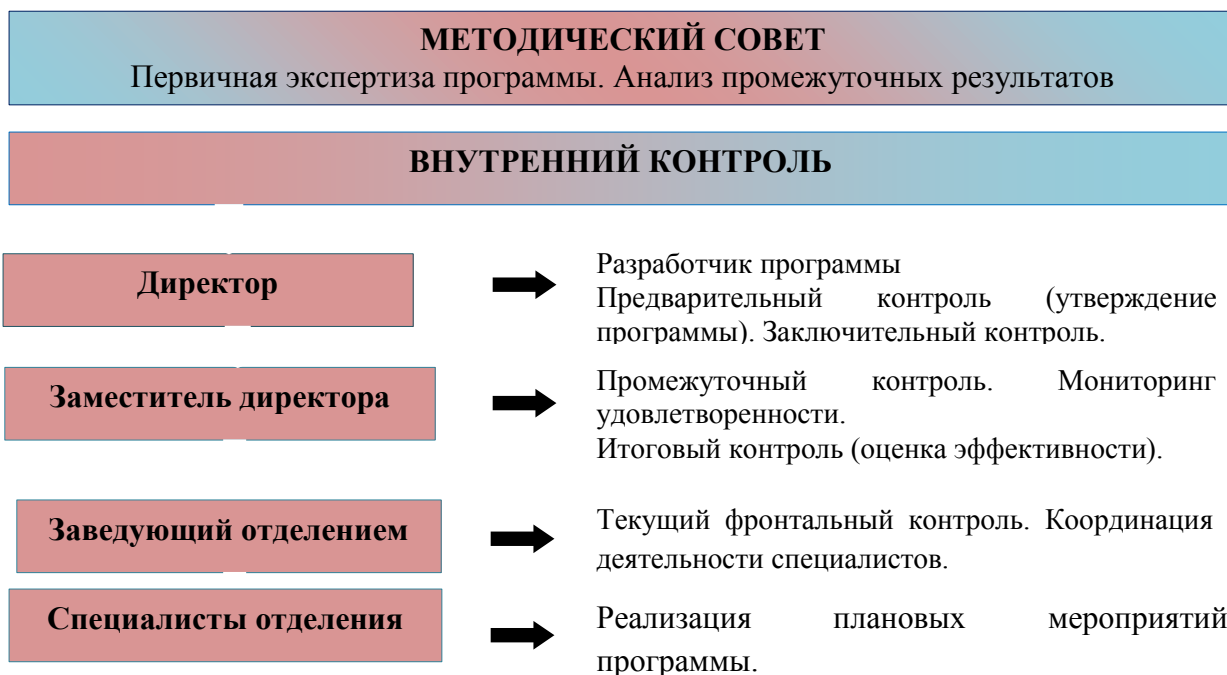 МЕТОДИЧЕСКИЙ СОВЕТ
Первичная экспертиза программы. Анализ промежуточных результатов
ВНУТРЕННИЙ КОНТРОЛЬ
Директор
Разработчик программы
Предварительный контроль (утверждение
программы). Заключительный контроль.
Заместитель директора
Промежуточный контроль. Мониторинг
удовлетворенности.
Итоговый контроль (оценка эффективности).
Заведующий отделением
Текущий фронтальный контроль. Координация
деятельности специалистов.
Специалисты отделения
Реализация плановых мероприятий
программы.